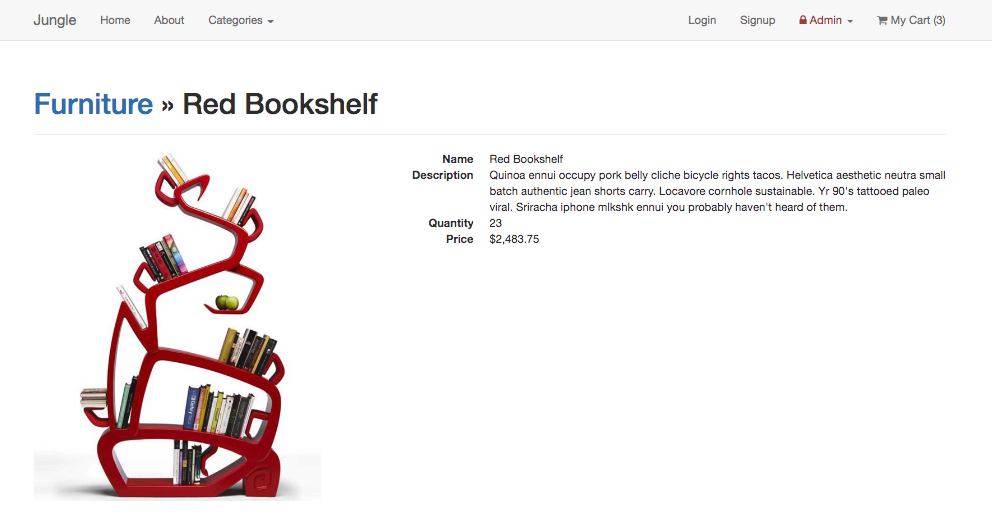 Jungle Home About Categories Login Signup Admin My Cart (3)
Furniture » Red Bookshelf
Name Red Bookshelf
Description Quinoa ennui occupy pork belly cliche bicycle rights tacos. Helvetica aesthetic neutra small
batch authentic jean shorts carry. Locavore cornhole sustainable. Yr 90's tattooed paleo
viral. Sriracha iphone mlkshk ennui you probably haven't heard of them.
Quantity 23
Price $2,483.75